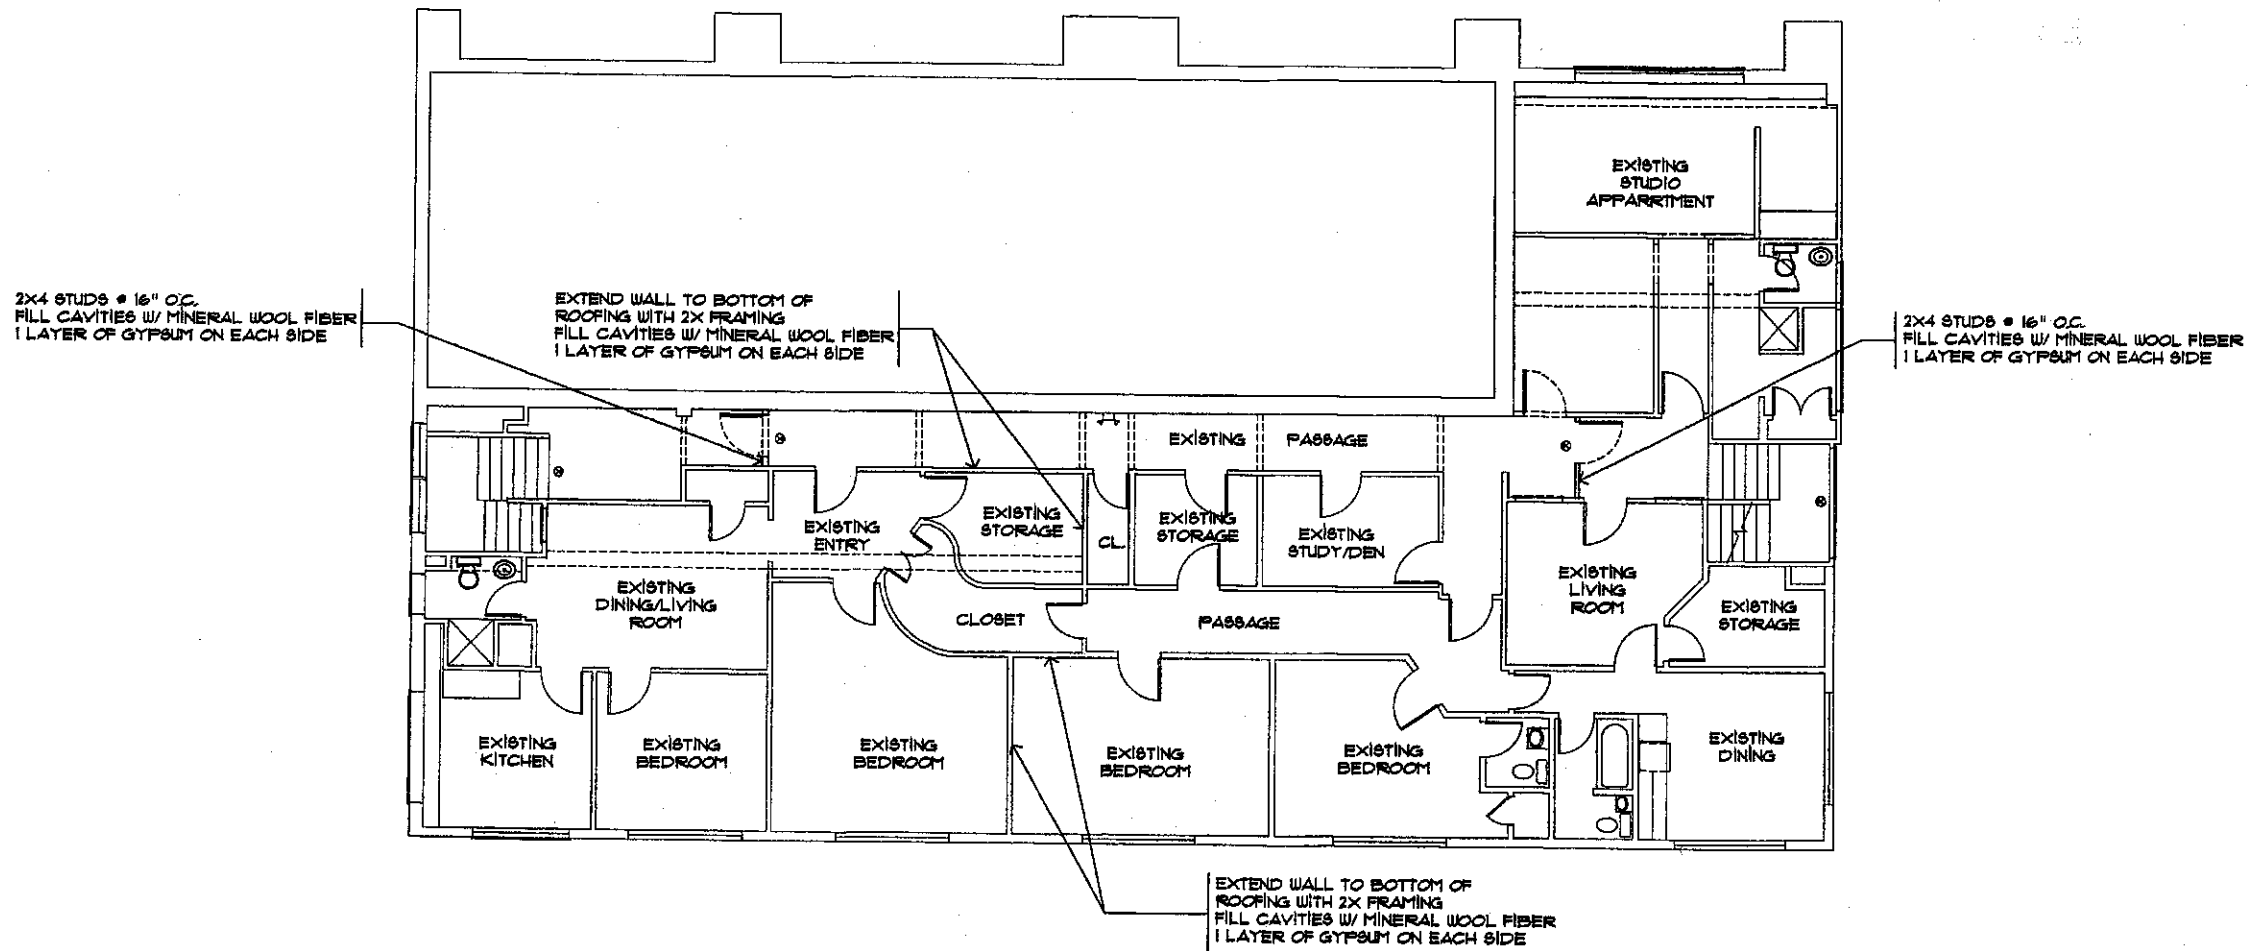 EXISTING
STUDIO
APPARRTMENT
2X4 STUDS @ 16" O.C.
FILL CAVITIES W/ MINERAL WOOL FIBER
1 LAYER OF GYPSUM ON EACH SIDE
EXTEND WALL TO BOTTOM OF
ROOFING WITH 2X FRAMING
FILL CAVITIES W/ MINERAL WOOL FIBER
1 LAYER OF GYPSUM ON EACH SIDE
2X4 STUDS @ 16" O.C.
FILL CAVITIES W/ MINERAL WOOL FIBER
1 LAYER OF GYPSUM ON EACH SIDE
EXISTING PASSAGE
EXISTING
ENTRY
EXISTING
STORAGE
CL.
EXISTING
STORAGE
EXISTING
STUDY/DEN
EXISTING
LIVING
ROOM
EXISTING
STORAGE
EXISTING
DINING/LIVING
ROOM
CLOSET
PASSAGE
EXISTING
KITCHEN
EXISTING
BEDROOM
EXISTING
BEDROOM
EXISTING
BEDROOM
EXISTING
BEDROOM
EXISTING
DINING
EXTEND WALL TO BOTTOM OF
ROOFING WITH 2X FRAMING
FILL CAVITIES W/ MINERAL WOOL FIBER
1 LAYER OF GYPSUM ON EACH SIDE